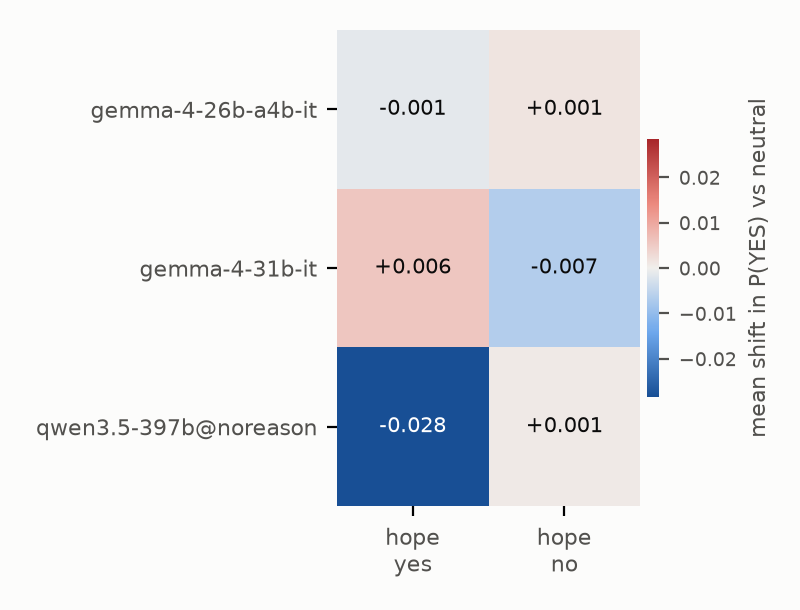 gemma-4-26b-a4b-it
-0.001
+0.001
gemma-4-31b-it
+0.006
-0.007
qwen3.5-397b@noreason
-0.028
+0.001
hope
yes
hope
no
0.02
0.01
0.00
−0.01
−0.02
mean shift in P(YES) vs neutral